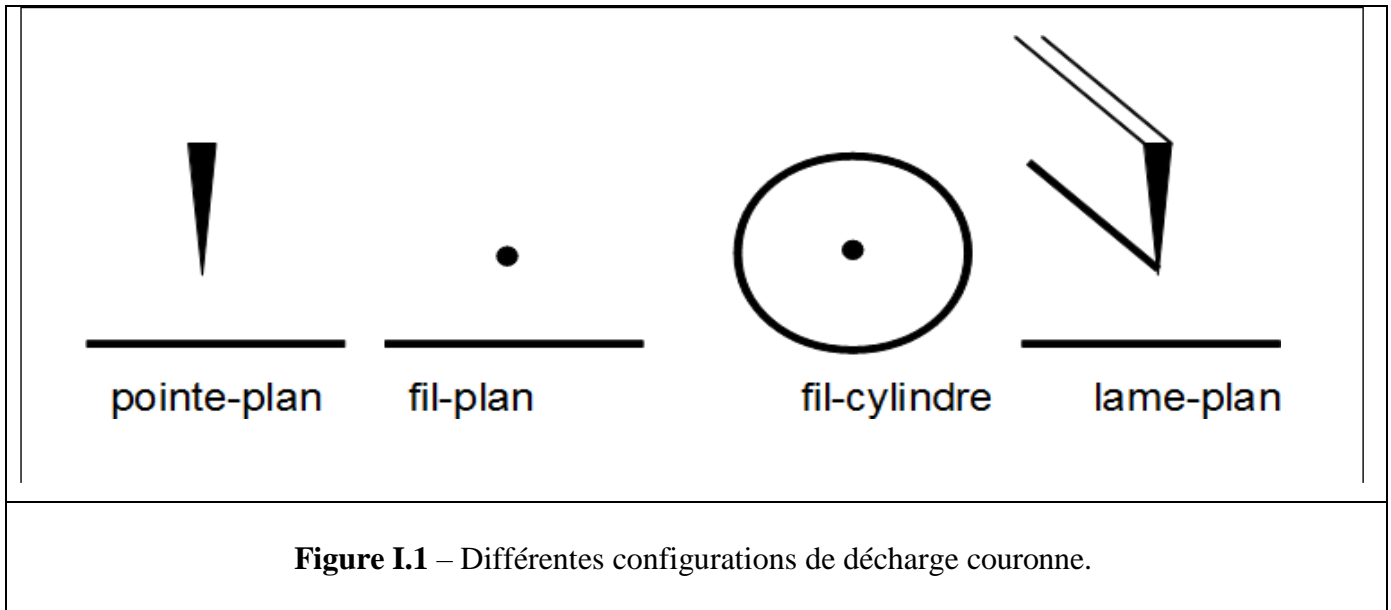 pointe-plan fil-plan fil-cylindre lame-plan
Figure I.1 – Différentes configurations de décharge couronne.